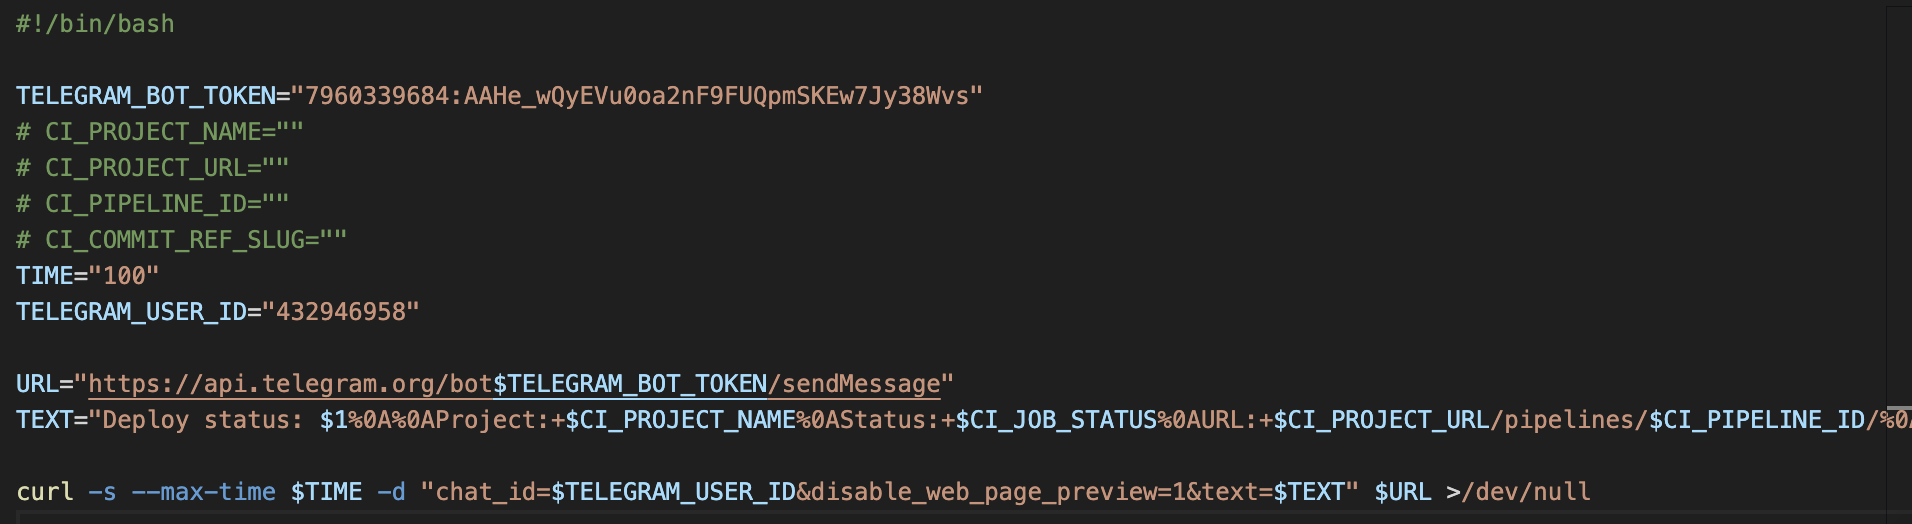 #!/bin/bash
TELEGRAM_BOT_TOKEN="7960339684:AAHe_wQyEVu0oa2nF9FUQpmSKEw7Jy38Wvs"
# CI_PROJECT_NAME=""
# CI_PROJECT_URL=""
# CI_PIPELINE_ID=""
# CI_COMMIT_REF_SLUG=""
TIME="100"
TELEGRAM_USER_ID="432946958"
URL="https://api.telegram.org/bot$TELEGRAM_BOT_TOKEN/sendMessage"
TEXT="Deploy status: $1%0A%0AProject:+$CI_PROJECT_NAME%0AStatus:+$CI_JOB_STATUS%0AURL:+$CI_PROJECT_URL/pipelines/$CI_PIPELINE_ID/%0A
curl -s --max-time $TIME -d "chat_id=$TELEGRAM_USER_ID&disable_web_page_preview=1&text=$TEXT" $URL >/dev/null